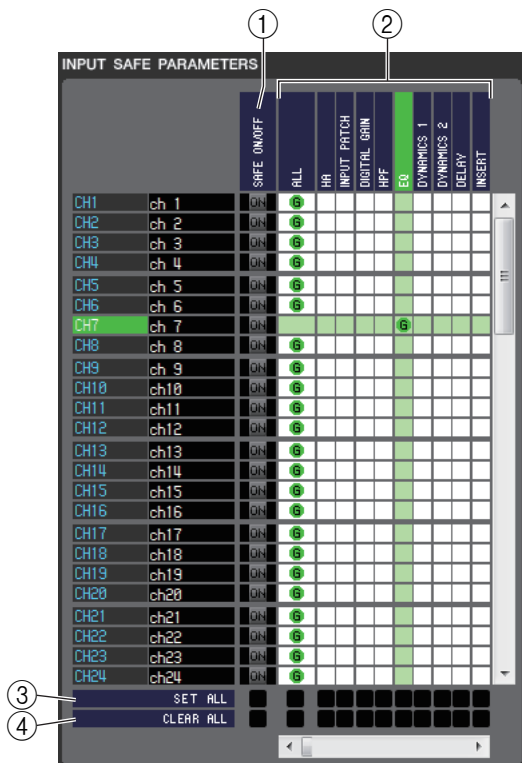 1
2
INPUT SAFE PARAMETERS
SAFE ON/OFF
ALL
HA
INPUT PATCH
DIGITAL GAIN
HPF
EQ
DYNAMICS 1
DYNAMICS 2
DELAY
INSERT
CH1 ch 1 ON G
CH2 ch 2 ON G
CH3 ch 3 ON G
CH4 ch 4 ON G
CH5 ch 5 ON G
CH6 ch 6 ON G
CH7 ch 7 ON G
CH8 ch 8 ON G
CH9 ch 9 ON G
CH10 ch10 ON G
CH11 ch11 ON G
CH12 ch12 ON G
CH13 ch13 ON G
CH14 ch14 ON G
CH15 ch15 ON G
CH16 ch16 ON G
CH17 ch17 ON G
CH18 ch18 ON G
CH19 ch19 ON G
CH20 ch20 ON G
CH21 ch21 ON G
CH22 ch22 ON G
CH23 ch23 ON G
CH24 ch24 ON G
3 SET ALL
4 CLEAR ALL